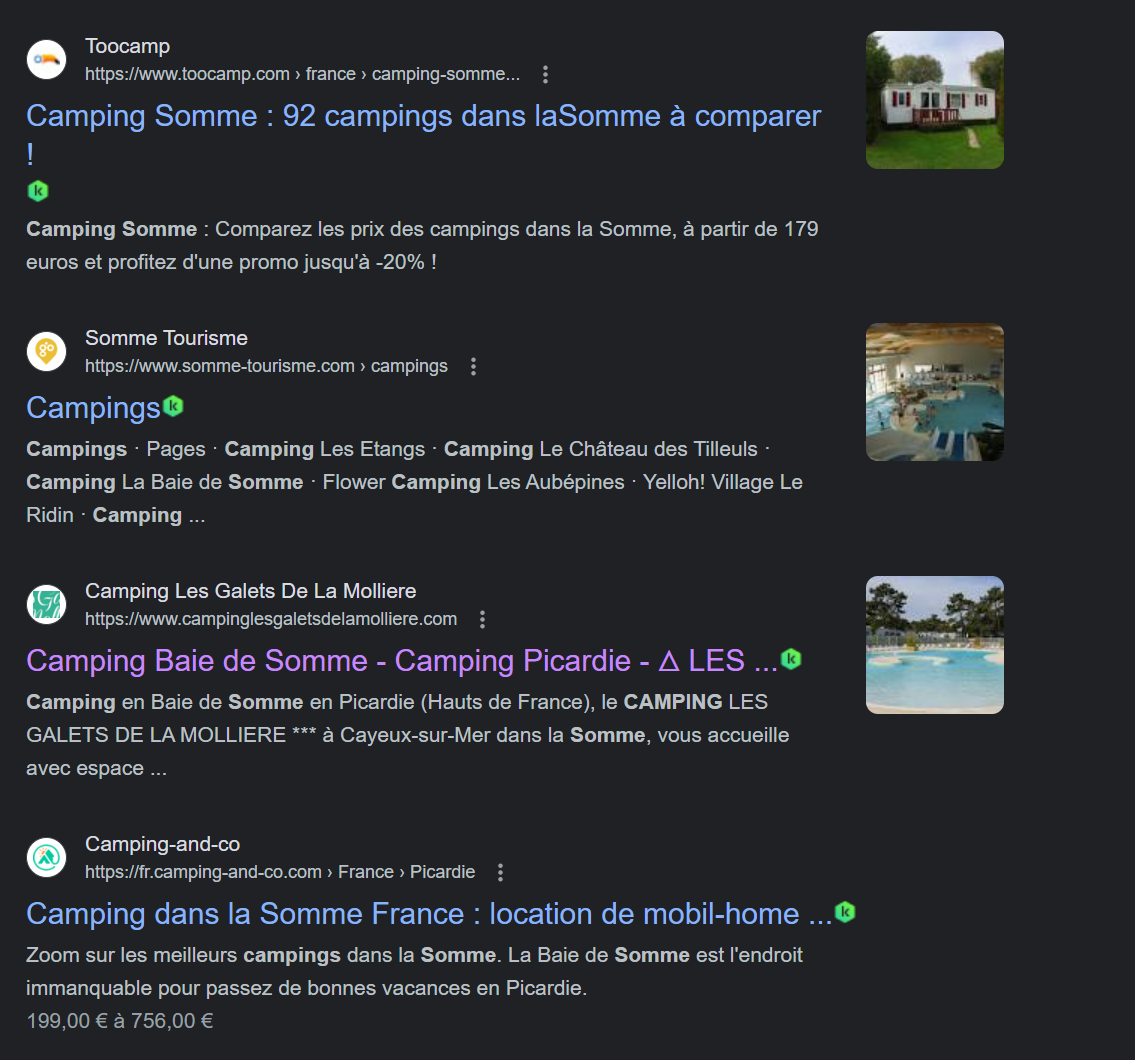 Toocamp
https://www.toocamp.com › france › camping-somme...
Camping Somme : 92 campings dans laSomme à comparer
!
Camping Somme : Comparez les prix des campings dans la Somme, à partir de 179
euros et profitez d'une promo jusqu'à -20% !
Somme Tourisme
https://www.somme-tourisme.com › campings
Campings
Campings · Pages · Camping Les Etangs · Camping Le Château des Tilleuls ·
Camping La Baie de Somme · Flower Camping Les Aubépines · Yelloh! Village Le
Ridin · Camping ...
Camping Les Galets De La Molliere
https://www.campinglesgaletsdelamolliere.com
Camping Baie de Somme - Camping Picardie - Δ LES ...
Camping en Baie de Somme en Picardie (Hauts de France), le CAMPING LES
GALETS DE LA MOLLIERE *** à Cayeux-sur-Mer dans la Somme, vous accueille
avec espace ...
Camping-and-co
https://fr.camping-and-co.com › France › Picardie
Camping dans la Somme France : location de mobil-home ...
Zoom sur les meilleurs campings dans la Somme. La Baie de Somme est l'endroit
immanquable pour passez de bonnes vacances en Picardie.
199,00 € à 756,00 €